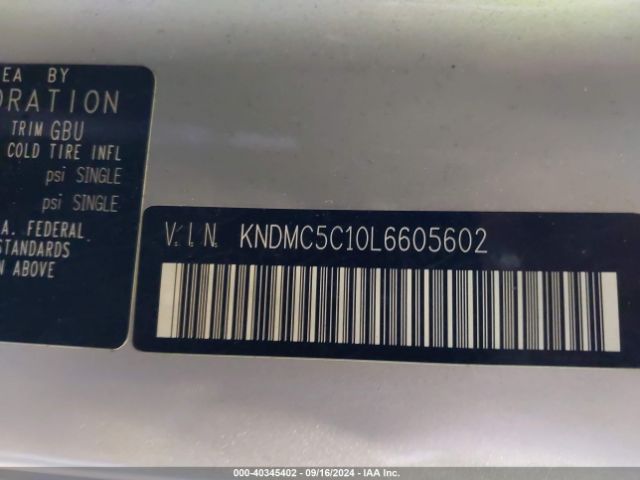 EA BY
ORATION
TRIM GBU
COLD TIRE INFL
psi SINGLE
psi SINGLE
A. FEDERAL
STANDARDS
N ABOVE
V.I.N. KNDMC5C10L6605602
000-40345402 - 09/16/2024 - IAA Inc.